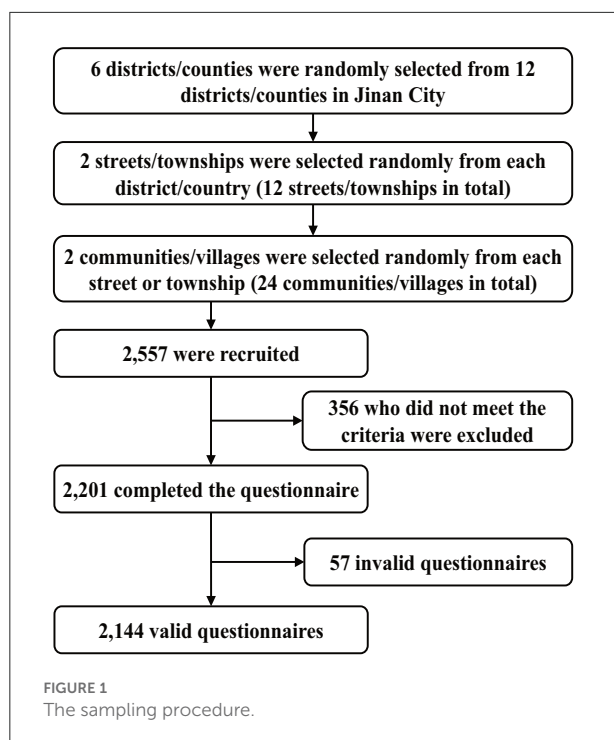 6 districts/counties were randomly selected from 12
districts/counties in Jinan City
2 streets/townships were selected randomly from each
district/country (12 streets/townships in total)
2 communities/villages were selected randomly from each
street or township (24 communities/villages in total)
2,557 were recruited
356 who did not meet the
criteria were excluded
2,201 completed the questionnaire
57 invalid questionnaires
2,144 valid questionnaires
FIGURE 1
The sampling procedure.